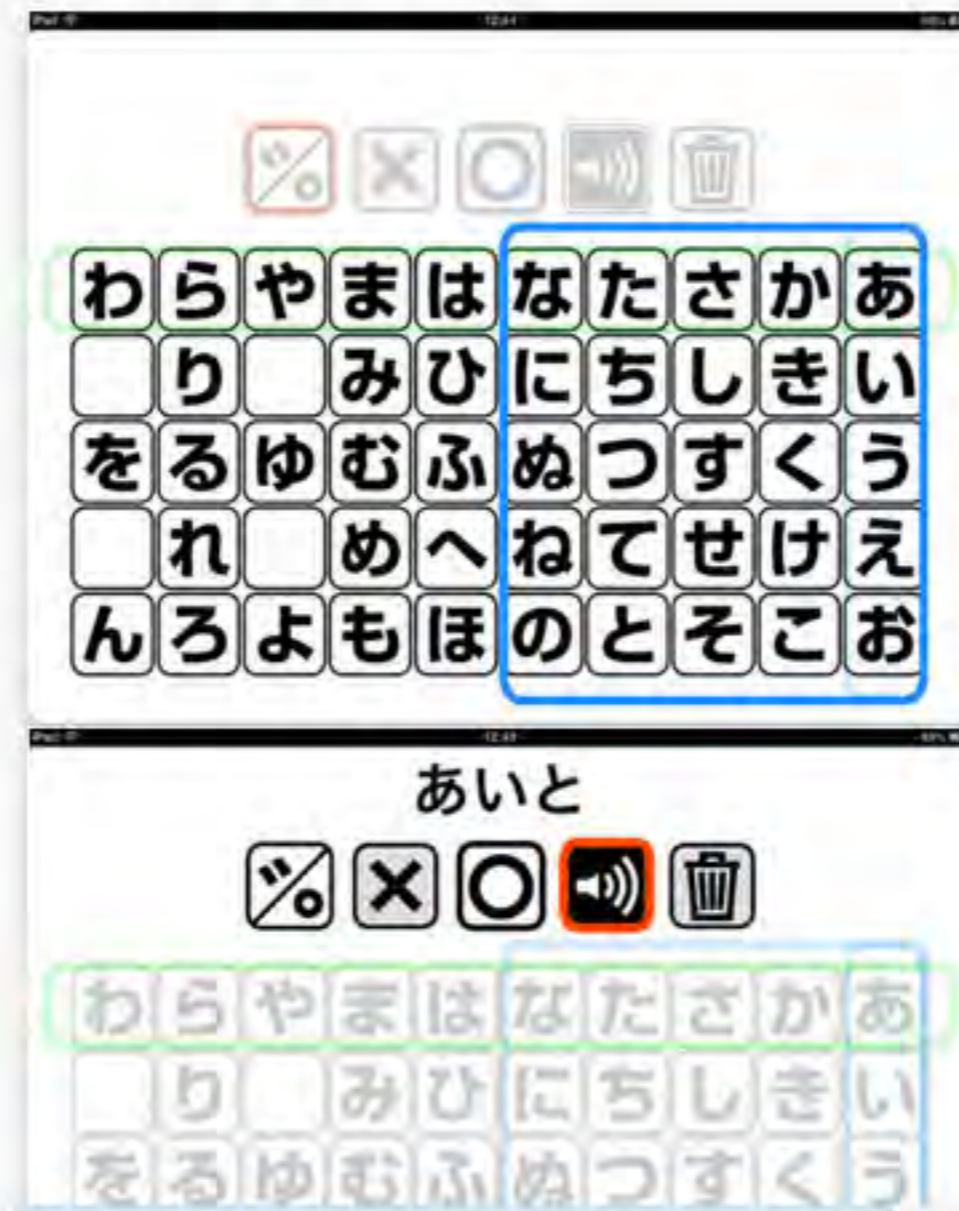 わらやまはなたさかあ
りみひにちしきい
をるゆむふぬつすくう
れめへねてせけえ
んろよもほのとそこお
あいと
わらやまはなたさかあ
りみひにちしきい
をるゆむふぬつすくう